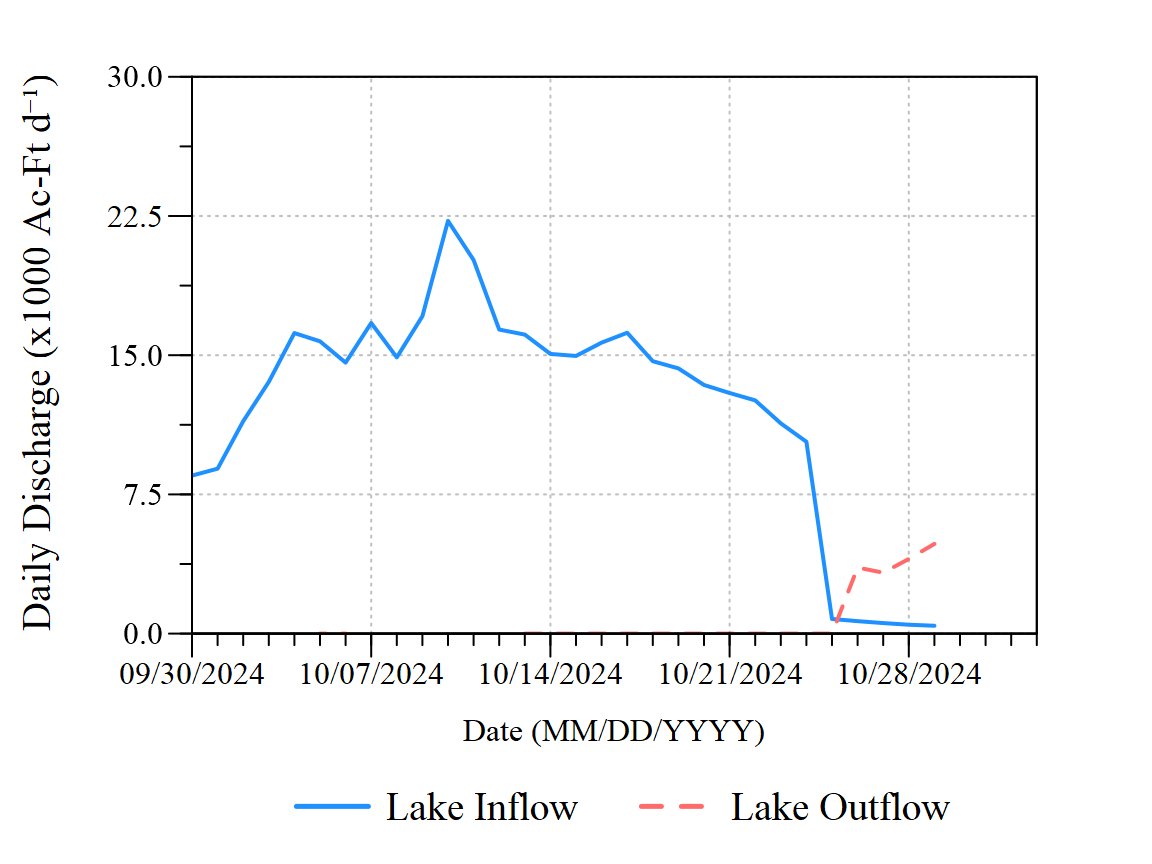 Daily Discharge (x1000 Ac-Ft d⁻¹)
30.0
22.5
15.0
7.5
0.0
09/30/2024 10/07/2024 10/14/2024 10/21/2024 10/28/2024
Date (MM/DD/YYYY)
Lake Inflow Lake Outflow